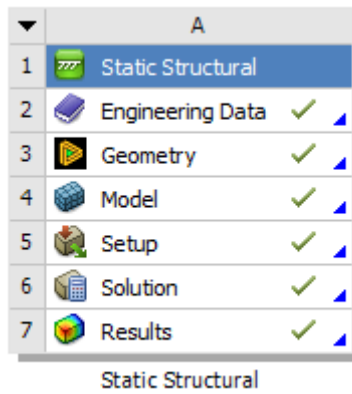 A
1 Static Structural
2 Engineering Data
3 Geometry
4 Model
5 Setup
6 Solution
7 Results
Static Structural